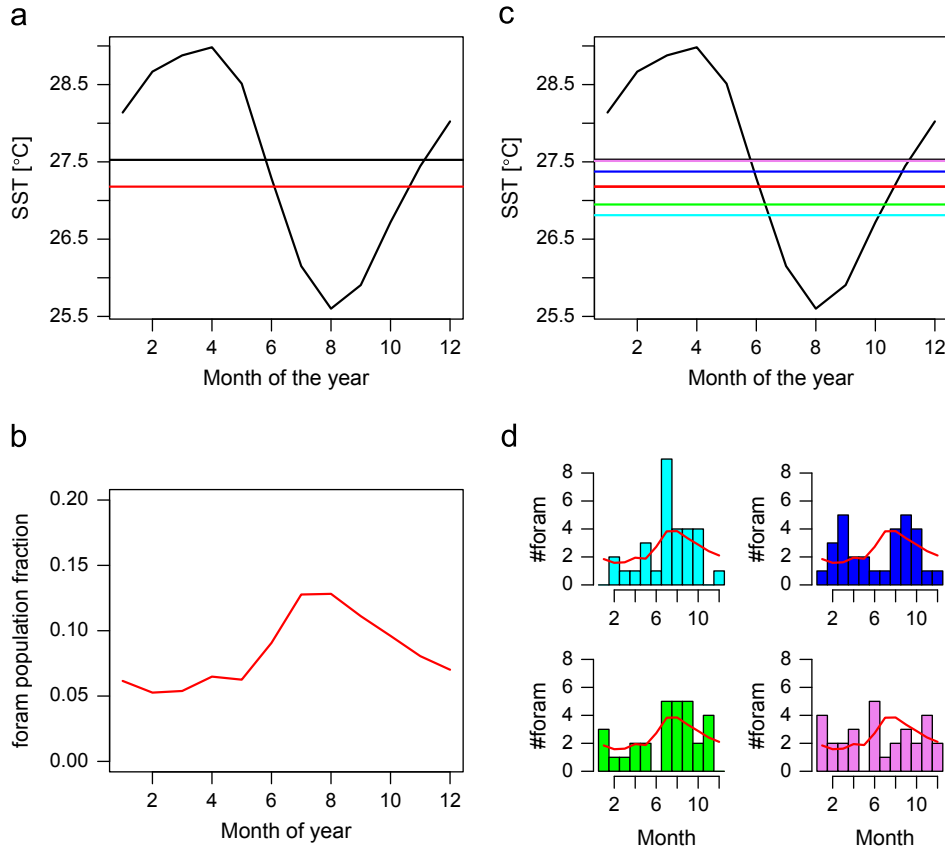 a
SST [°C]
28.5
27.5
26.5
25.5
2 4 6 8 10 12
Month of the year
c
SST [°C]
28.5
27.5
26.5
25.5
2 4 6 8 10 12
Month of the year
b
foram population fraction
0.20
0.15
0.10
0.05
0.00
2 4 6 8 10 12
Month of year
d
#foram
8
6
4
2
0
2 6 10
#foram
8
6
4
2
0
2 6 10
#foram
8
6
4
2
0
2 6 10
Month
#foram
8
6
4
2
0
2 6 10
Month